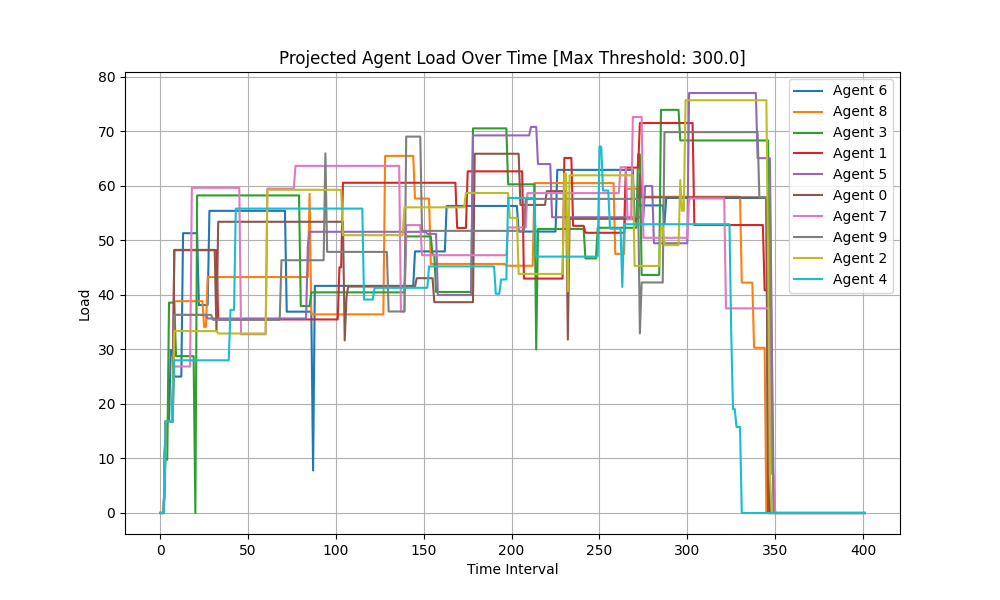 Projected Agent Load Over Time [Max Threshold: 300.0]
80
70
60
50
40
30
20
10
0
Load
Agent 6
Agent 8
Agent 3
Agent 1
Agent 5
Agent 0
Agent 7
Agent 9
Agent 2
Agent 4
0 50 100 150 200 250 300 350 400
Time Interval